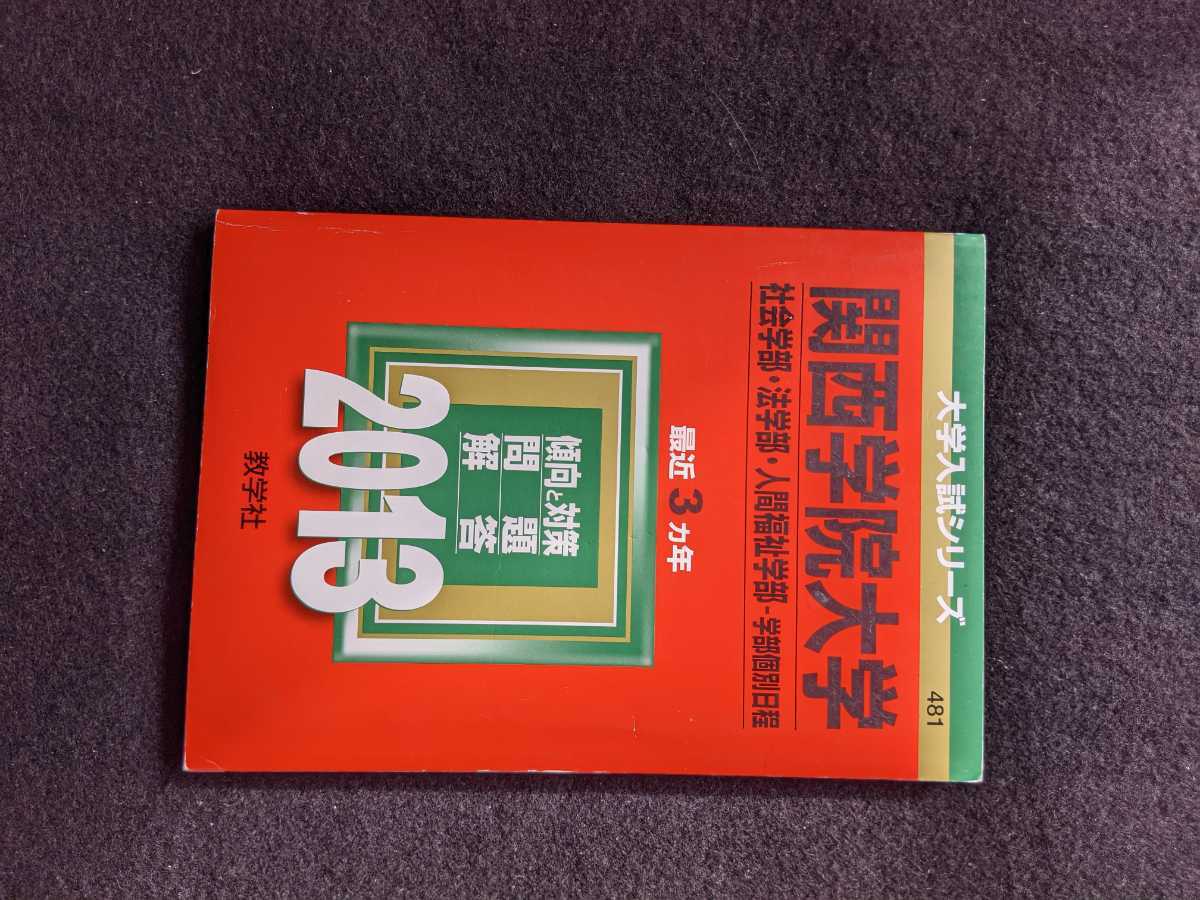 大学入試シリーズ
481
関西学院大学
社会学部・法学部・人間福祉学部－学部個別日程
最近3カ年
傾向と対策
問題
解答
2013
教学社